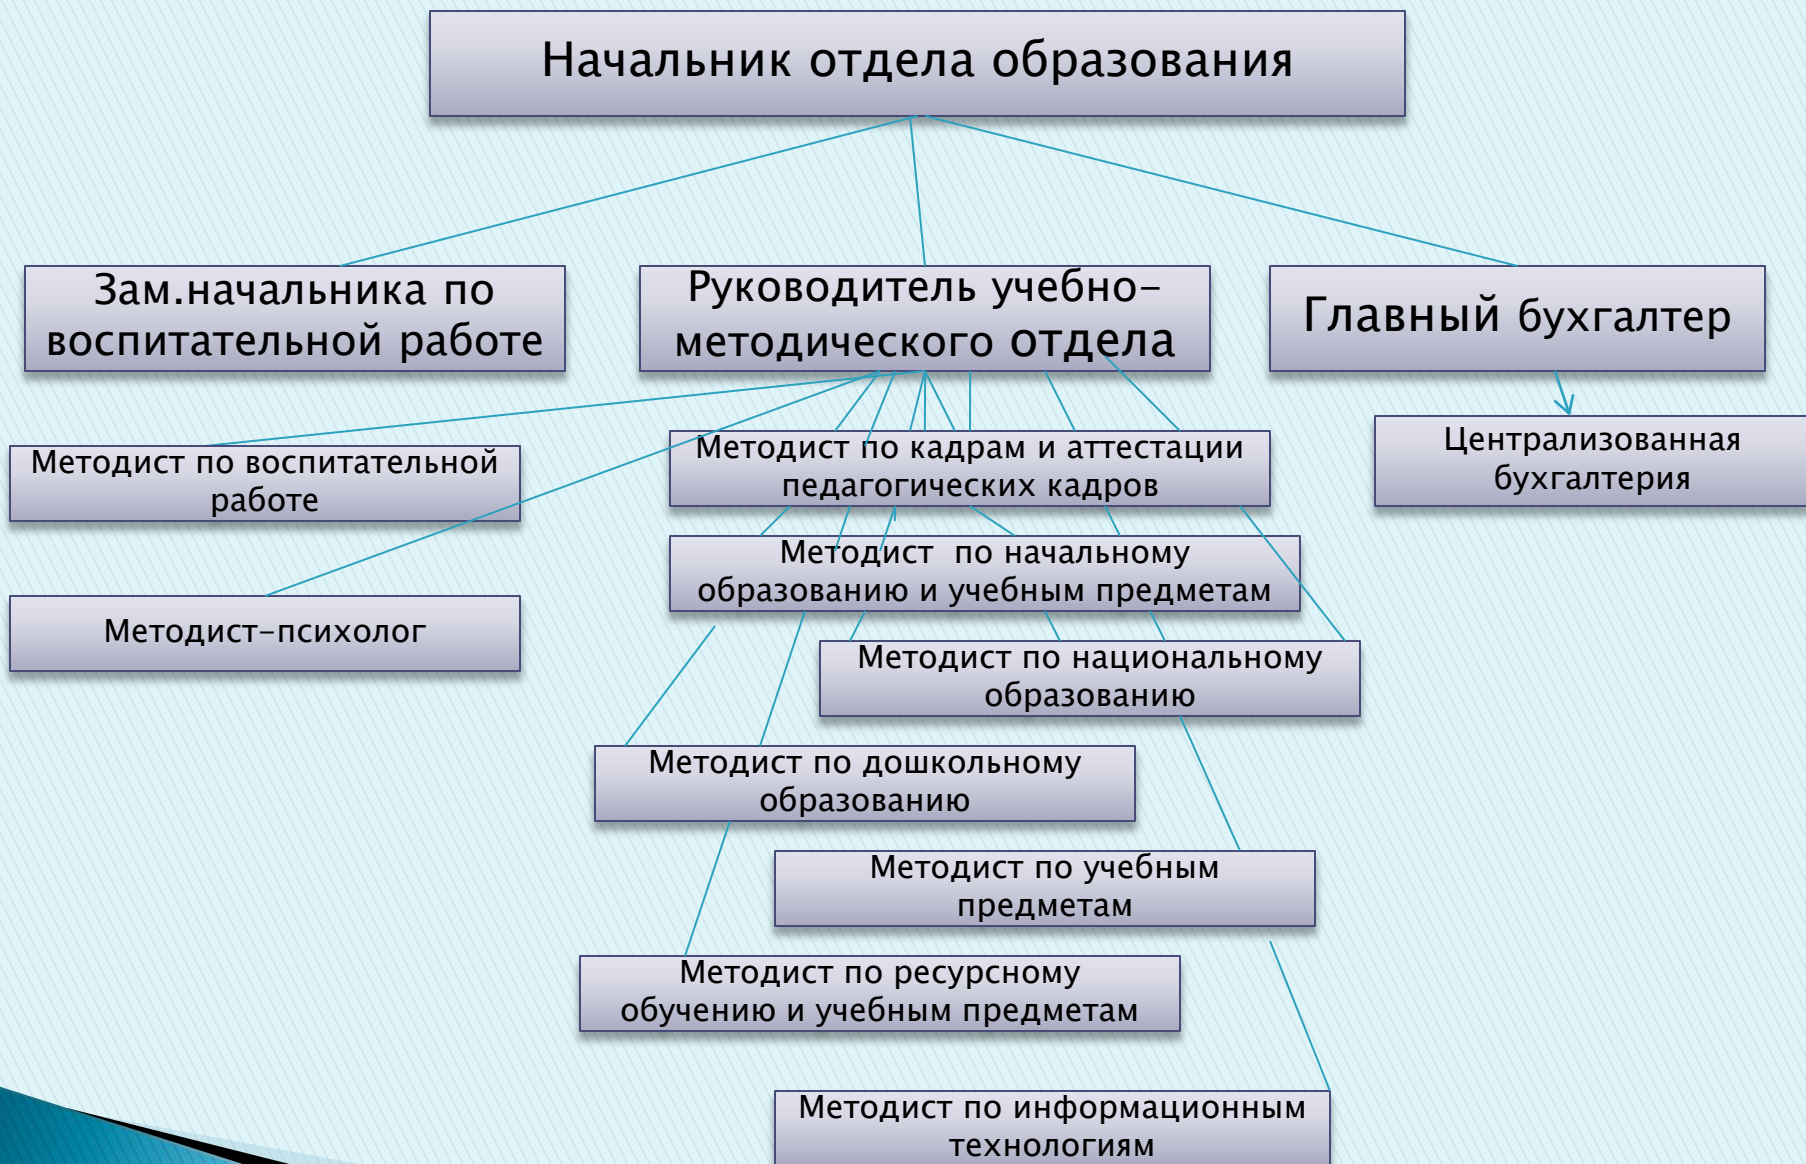 Начальник отдела образования
Зам.начальника по
воспитательной работе
Руководитель учебно-
методического отдела
Главный бухгалтер
Методист по воспитательной
работе
Методист по кадрам и аттестации
педагогических кадров
Централизованная
бухгалтерия
Методист по начальному
образованию и учебным предметам
Методист-психолог
Методист по национальному
образованию
Методист по дошкольному
образованию
Методист по учебным
предметам
Методист по ресурсному
обучению и учебным предметам
Методист по информационным
технологиям